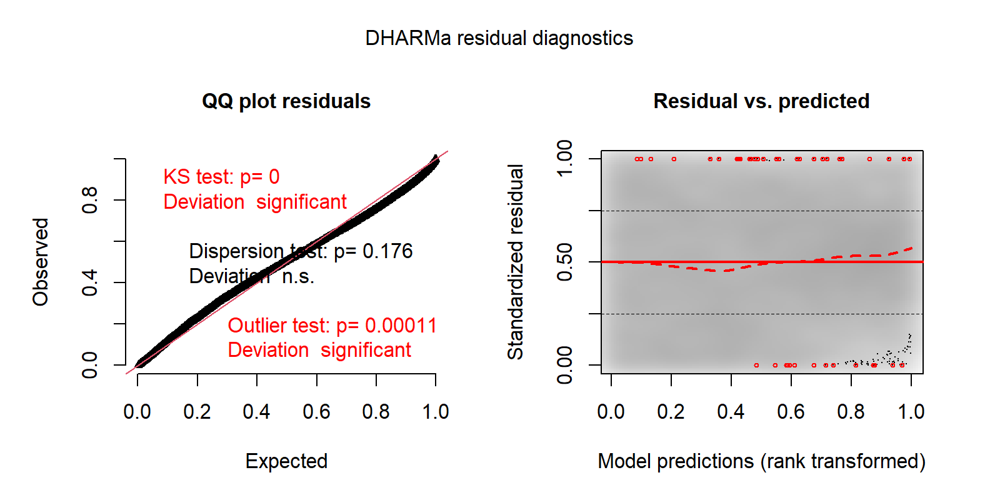 DHARMa residual diagnostics
QQ plot residuals
KS test: p= 0
Deviation  significant
Dispersion test: p= 0.176
Deviation  n.s.
Outlier test: p= 0.00011
Deviation  significant
Observed
0.0
0.4
0.8
0.0 0.2 0.4 0.6 0.8 1.0
Expected
Residual vs. predicted
Standardized residual
0.00
0.50
1.00
0.0 0.2 0.4 0.6 0.8 1.0
Model predictions (rank transformed)